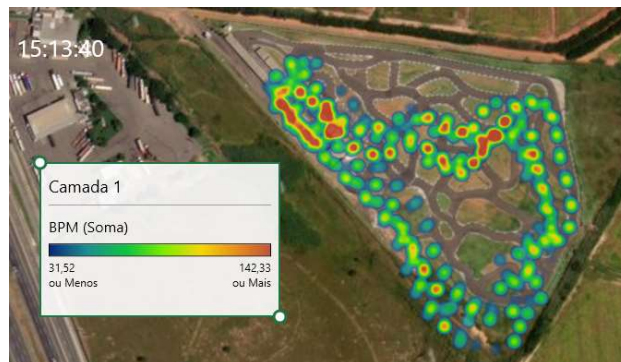 15:13:40
Camada 1
BPM (Soma)
31,52
ou Menos
142,33
ou Mais